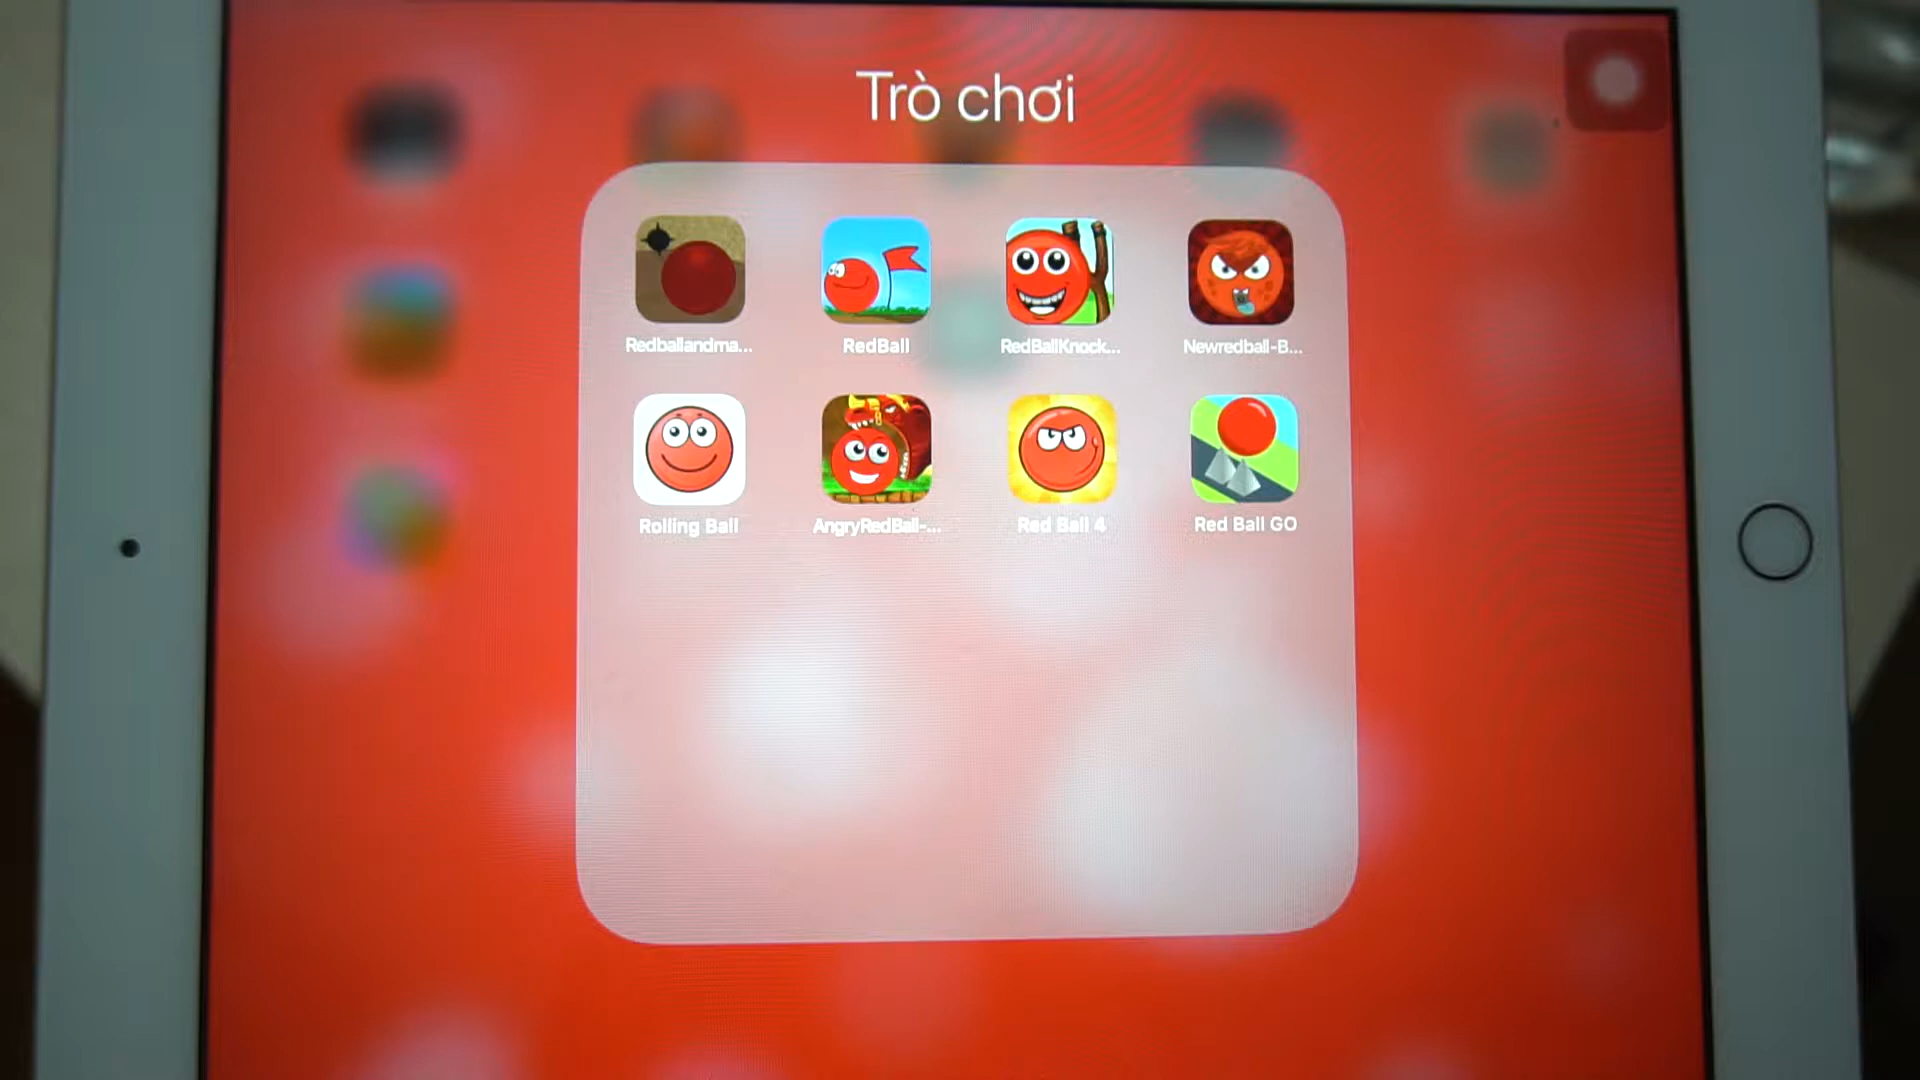 Trò chơi
Redballandma...
RedBall
RedBallKnock...
Newredball-B...
Rolling Ball
AngryRedBall-...
Red Ball 4
Red Ball GO